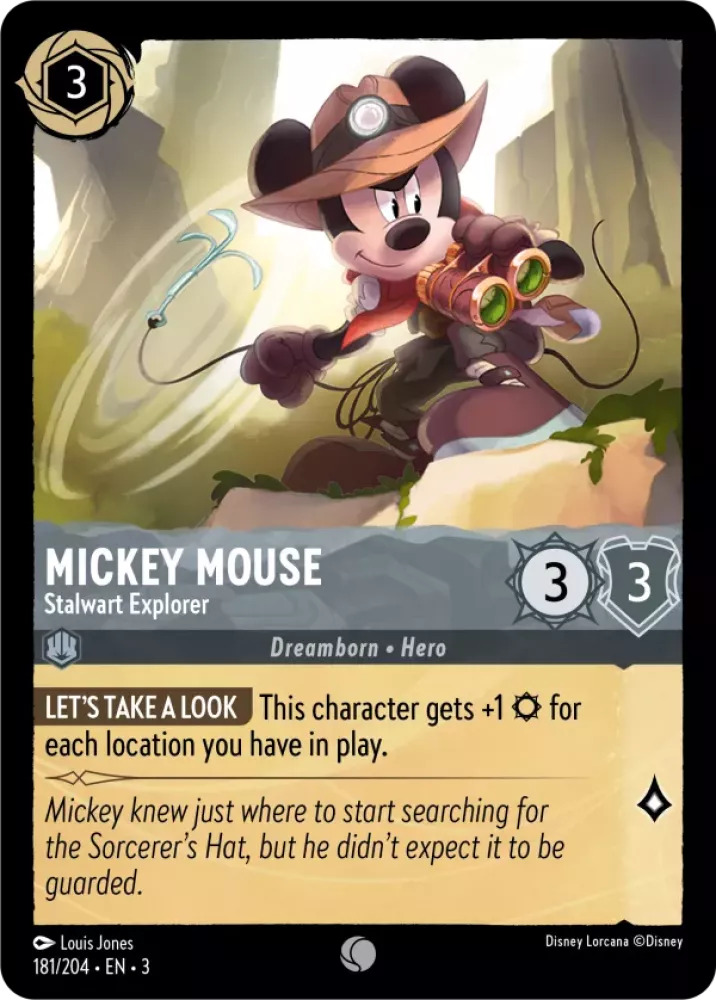 3
MICKEY MOUSE
Stalwart Explorer
3
3
Dreamborn • Hero
LET'S TAKE A LOOK This character gets +1 for
each location you have in play.
Mickey knew just where to start searching for
the Sorcerer's Hat, but he didn't expect it to be
guarded.
Louis Jones
Disney Lorcana ©Disney
181/204 • EN • 3